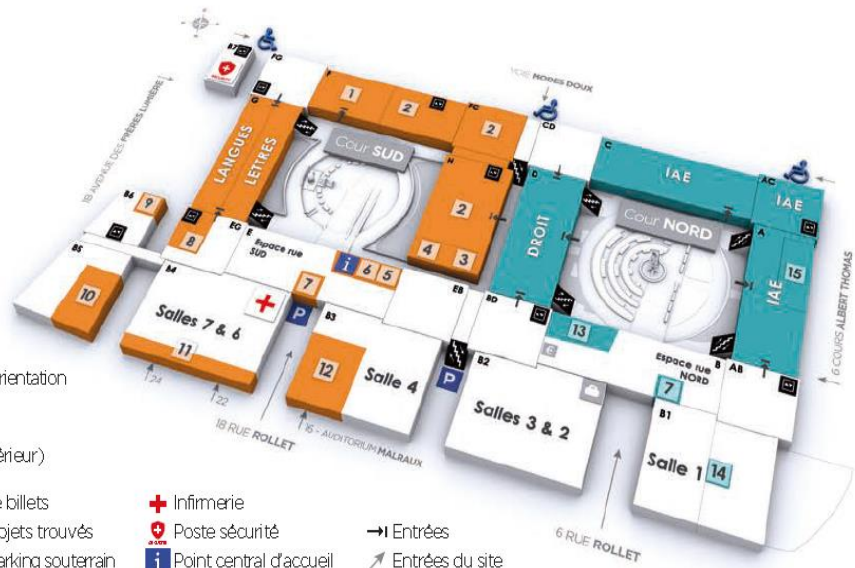 B7
SÉCURITÉ
FG
F
1
2
FC
2
VOIE MODES DOUX
CD
C
IAE
AC
IAE
18 AVENUE DES FRÈRES LUMIÈRE
G
LANGUES
LETTRES
Cour SUD
H
2
4
3
D
DROIT
Cour NORD
A
IAE
15
6 COURS ALBERT THOMAS
B6
9
8
EG
E
Espace rue
SUD
i
6
5
7
EB
BD
13
€
Espace rue
NORD
7
B
AB
B5
10
B4
Salles 7 & 6
11
P
B3
12
Salle 4
P
B2
Salles 3 & 2
B1
Salle 1
14
24
22
18 RUE ROLLET
16 - AUDITORIUM MALRAUX
6 RUE ROLLET
rientation
érieur)
e billets
Infirmerie
bjets trouvés
Poste sécurité
Entrées
arking souterrain
i Point central d'accueil
Entrées du site